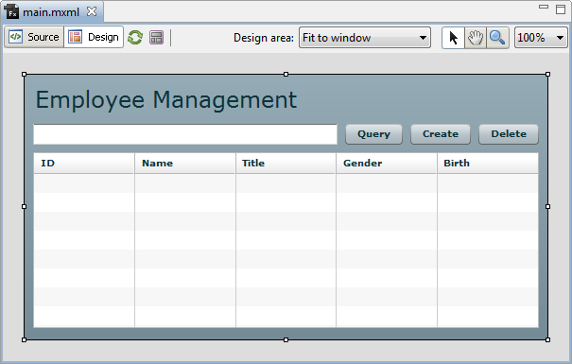 Fx main.mxml
Source Design Design area: Fit to window 100%
Employee Management
Query Create Delete
ID Name Title Gender Birth